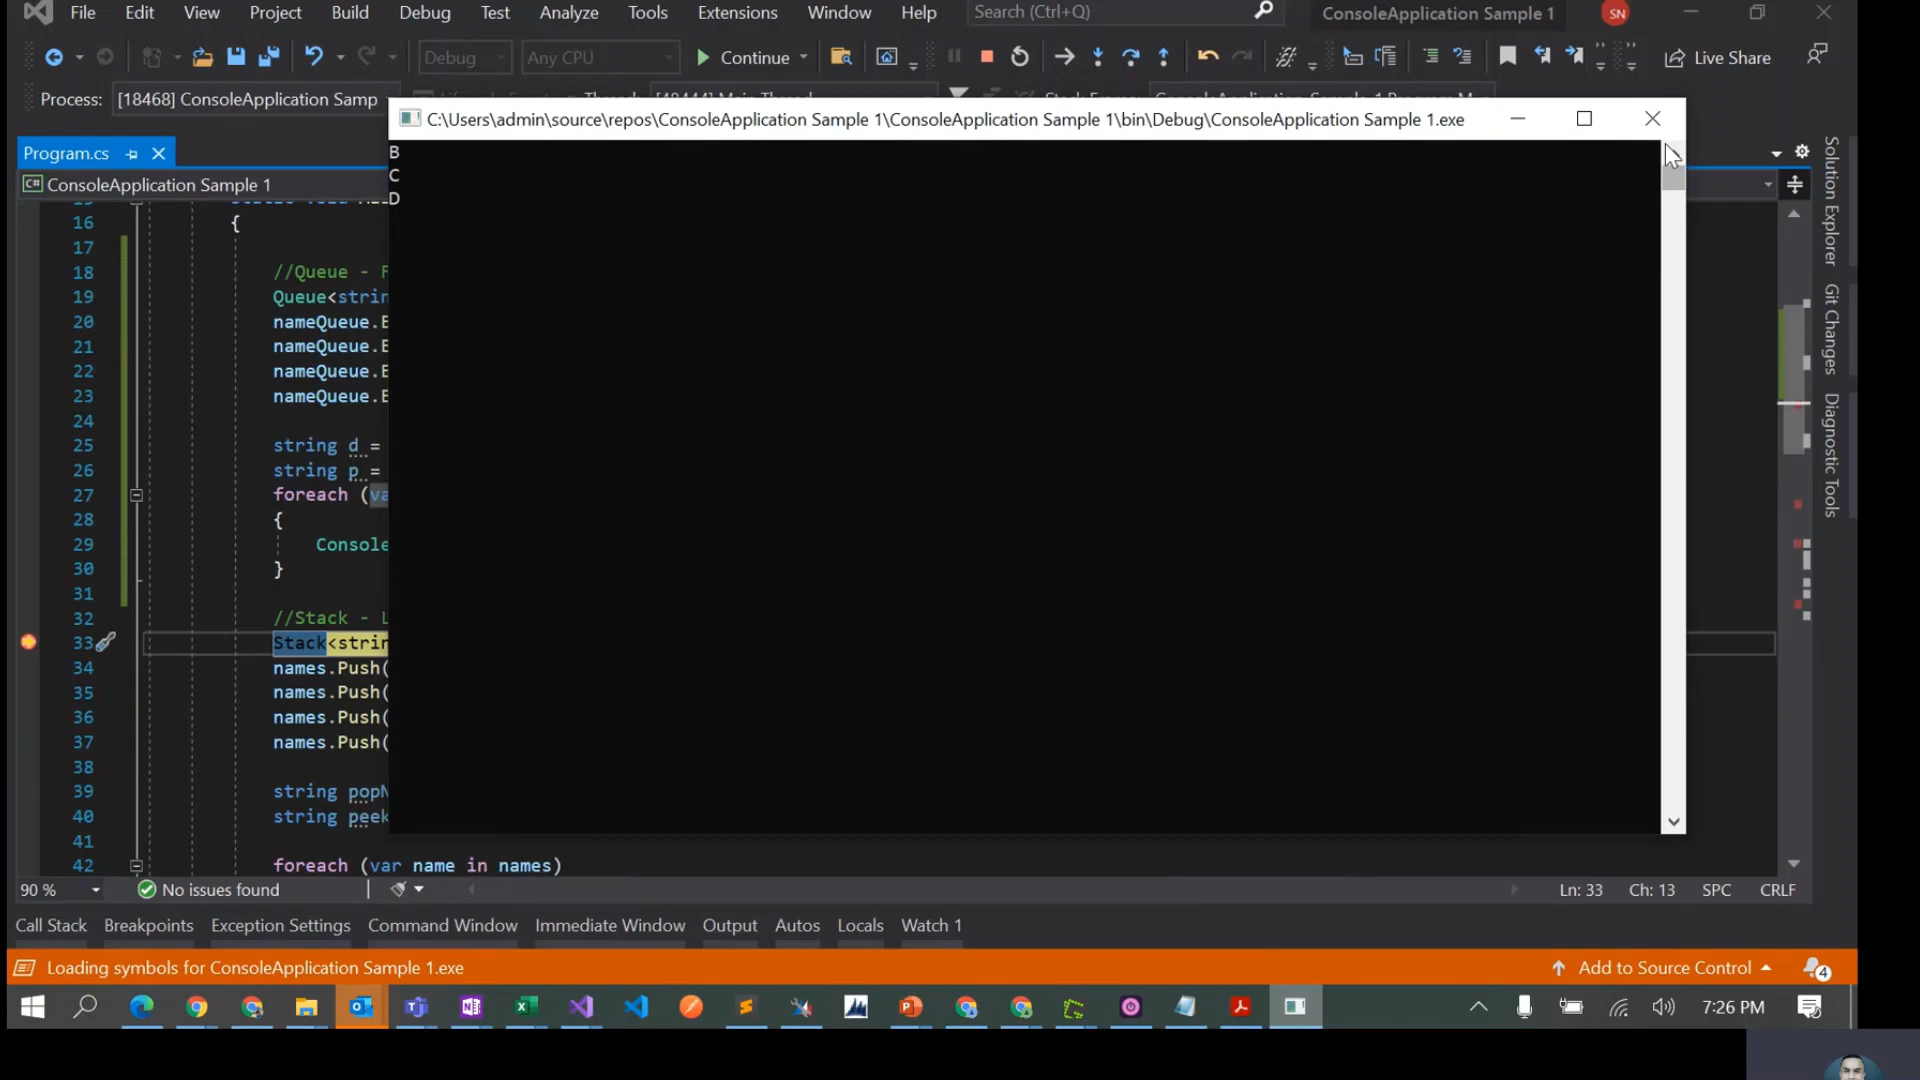 File Edit View Project Build Debug Test Analyze Tools Extensions Window Help Search (Ctrl+Q) ConsoleApplication Sample 1 SN
Debug Any CPU Continue Live Share
Process: [18468] ConsoleApplication Samp
C:\Users\admin\source\repos\ConsoleApplication Sample 1\ConsoleApplication Sample 1\bin\Debug\ConsoleApplication Sample 1.exe
B
C
D
Program.cs
C# ConsoleApplication Sample 1
16 {
17
18 //Queue - F
19 Queue<strin
20 nameQueue.E
21 nameQueue.E
22 nameQueue.E
23 nameQueue.E
24
25 string d =
26 string p =
27 foreach (va
28 {
29 Console
30 }
31
32 //Stack - L
33 Stack<strin
34 names.Push(
35 names.Push(
36 names.Push(
37 names.Push(
38
39 string popN
40 string peek
41
42 foreach (var name in names)
Solution Explorer
Git Changes
Diagnostic Tools
90 % No issues found Ln: 33 Ch: 13 SPC CRLF
Call Stack Breakpoints Exception Settings Command Window Immediate Window Output Autos Locals Watch 1
Loading symbols for ConsoleApplication Sample 1.exe Add to Source Control 4
7:26 PM